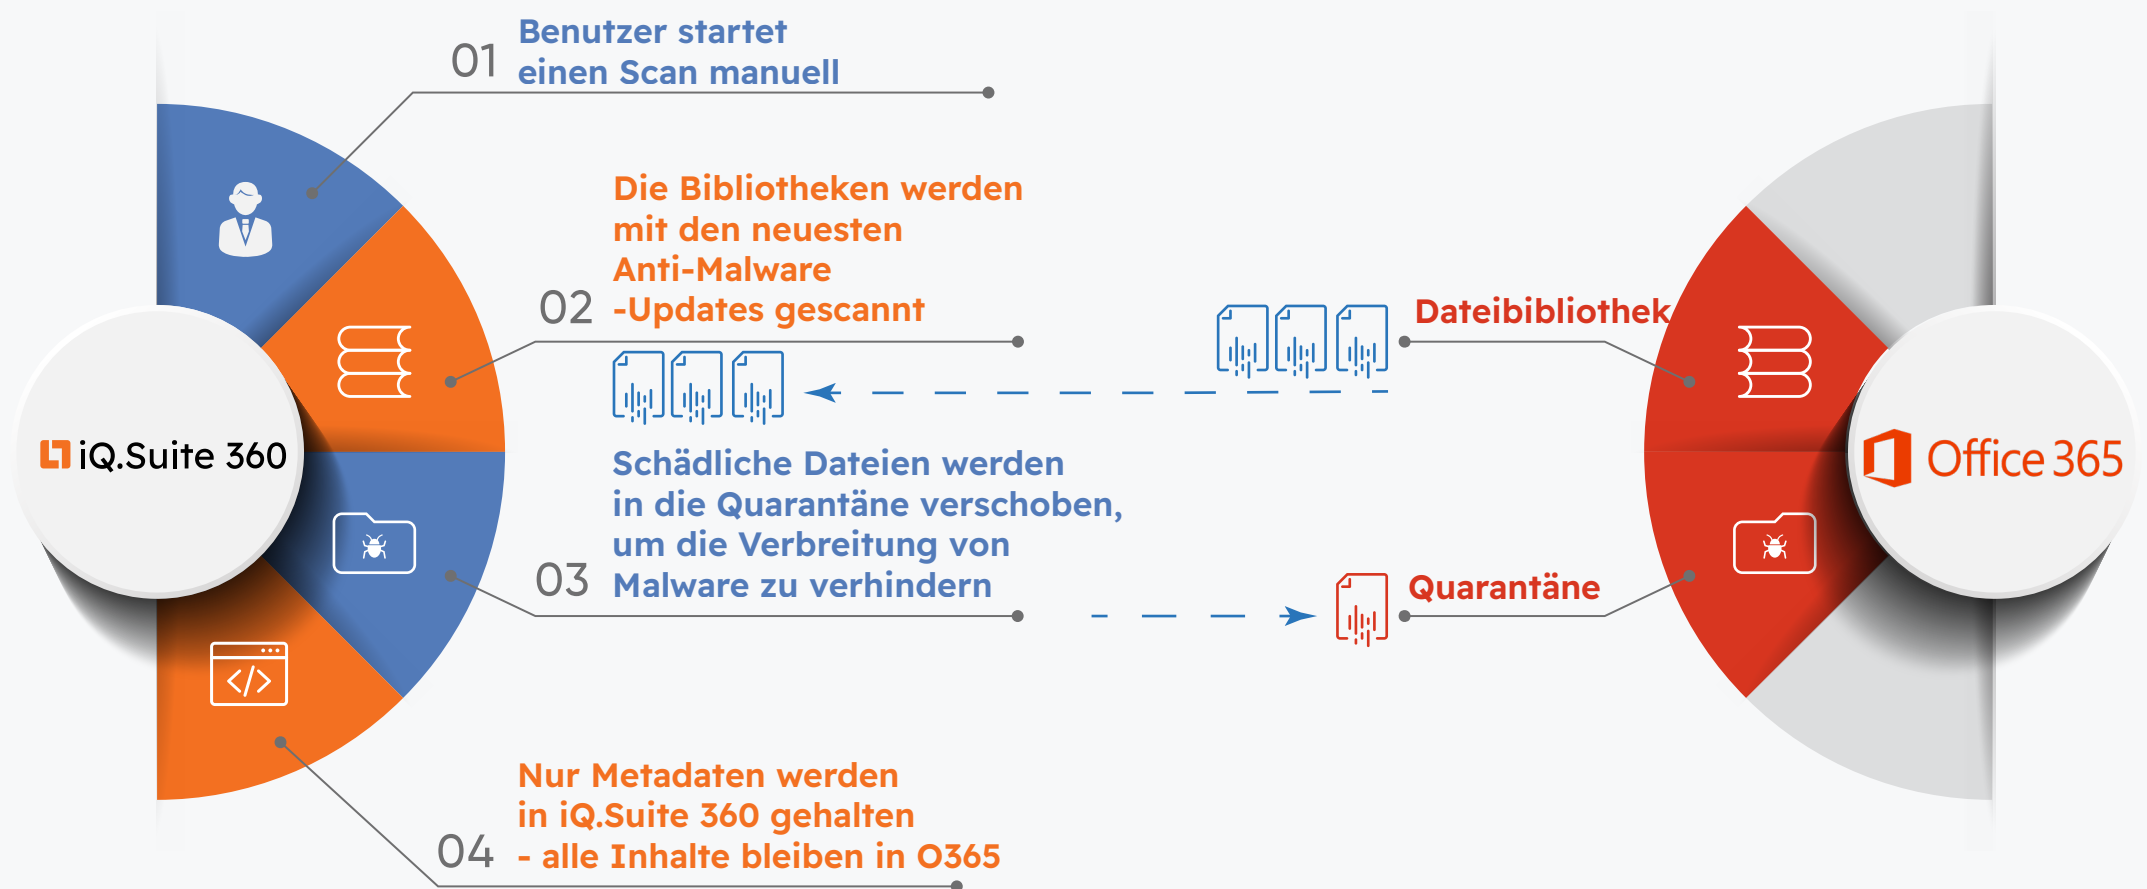 01
Benutzer startet
einen Scan manuell
02
Die Bibliotheken werden
mit den neuesten
Anti-Malware
-Updates gescannt
Dateibibliothek
iQ.Suite 360
Office 365
03
Schädliche Dateien werden
in die Quarantäne verschoben,
um die Verbreitung von
Malware zu verhindern
Quarantäne
04
Nur Metadaten werden
in iQ.Suite 360 gehalten
- alle Inhalte bleiben in O365